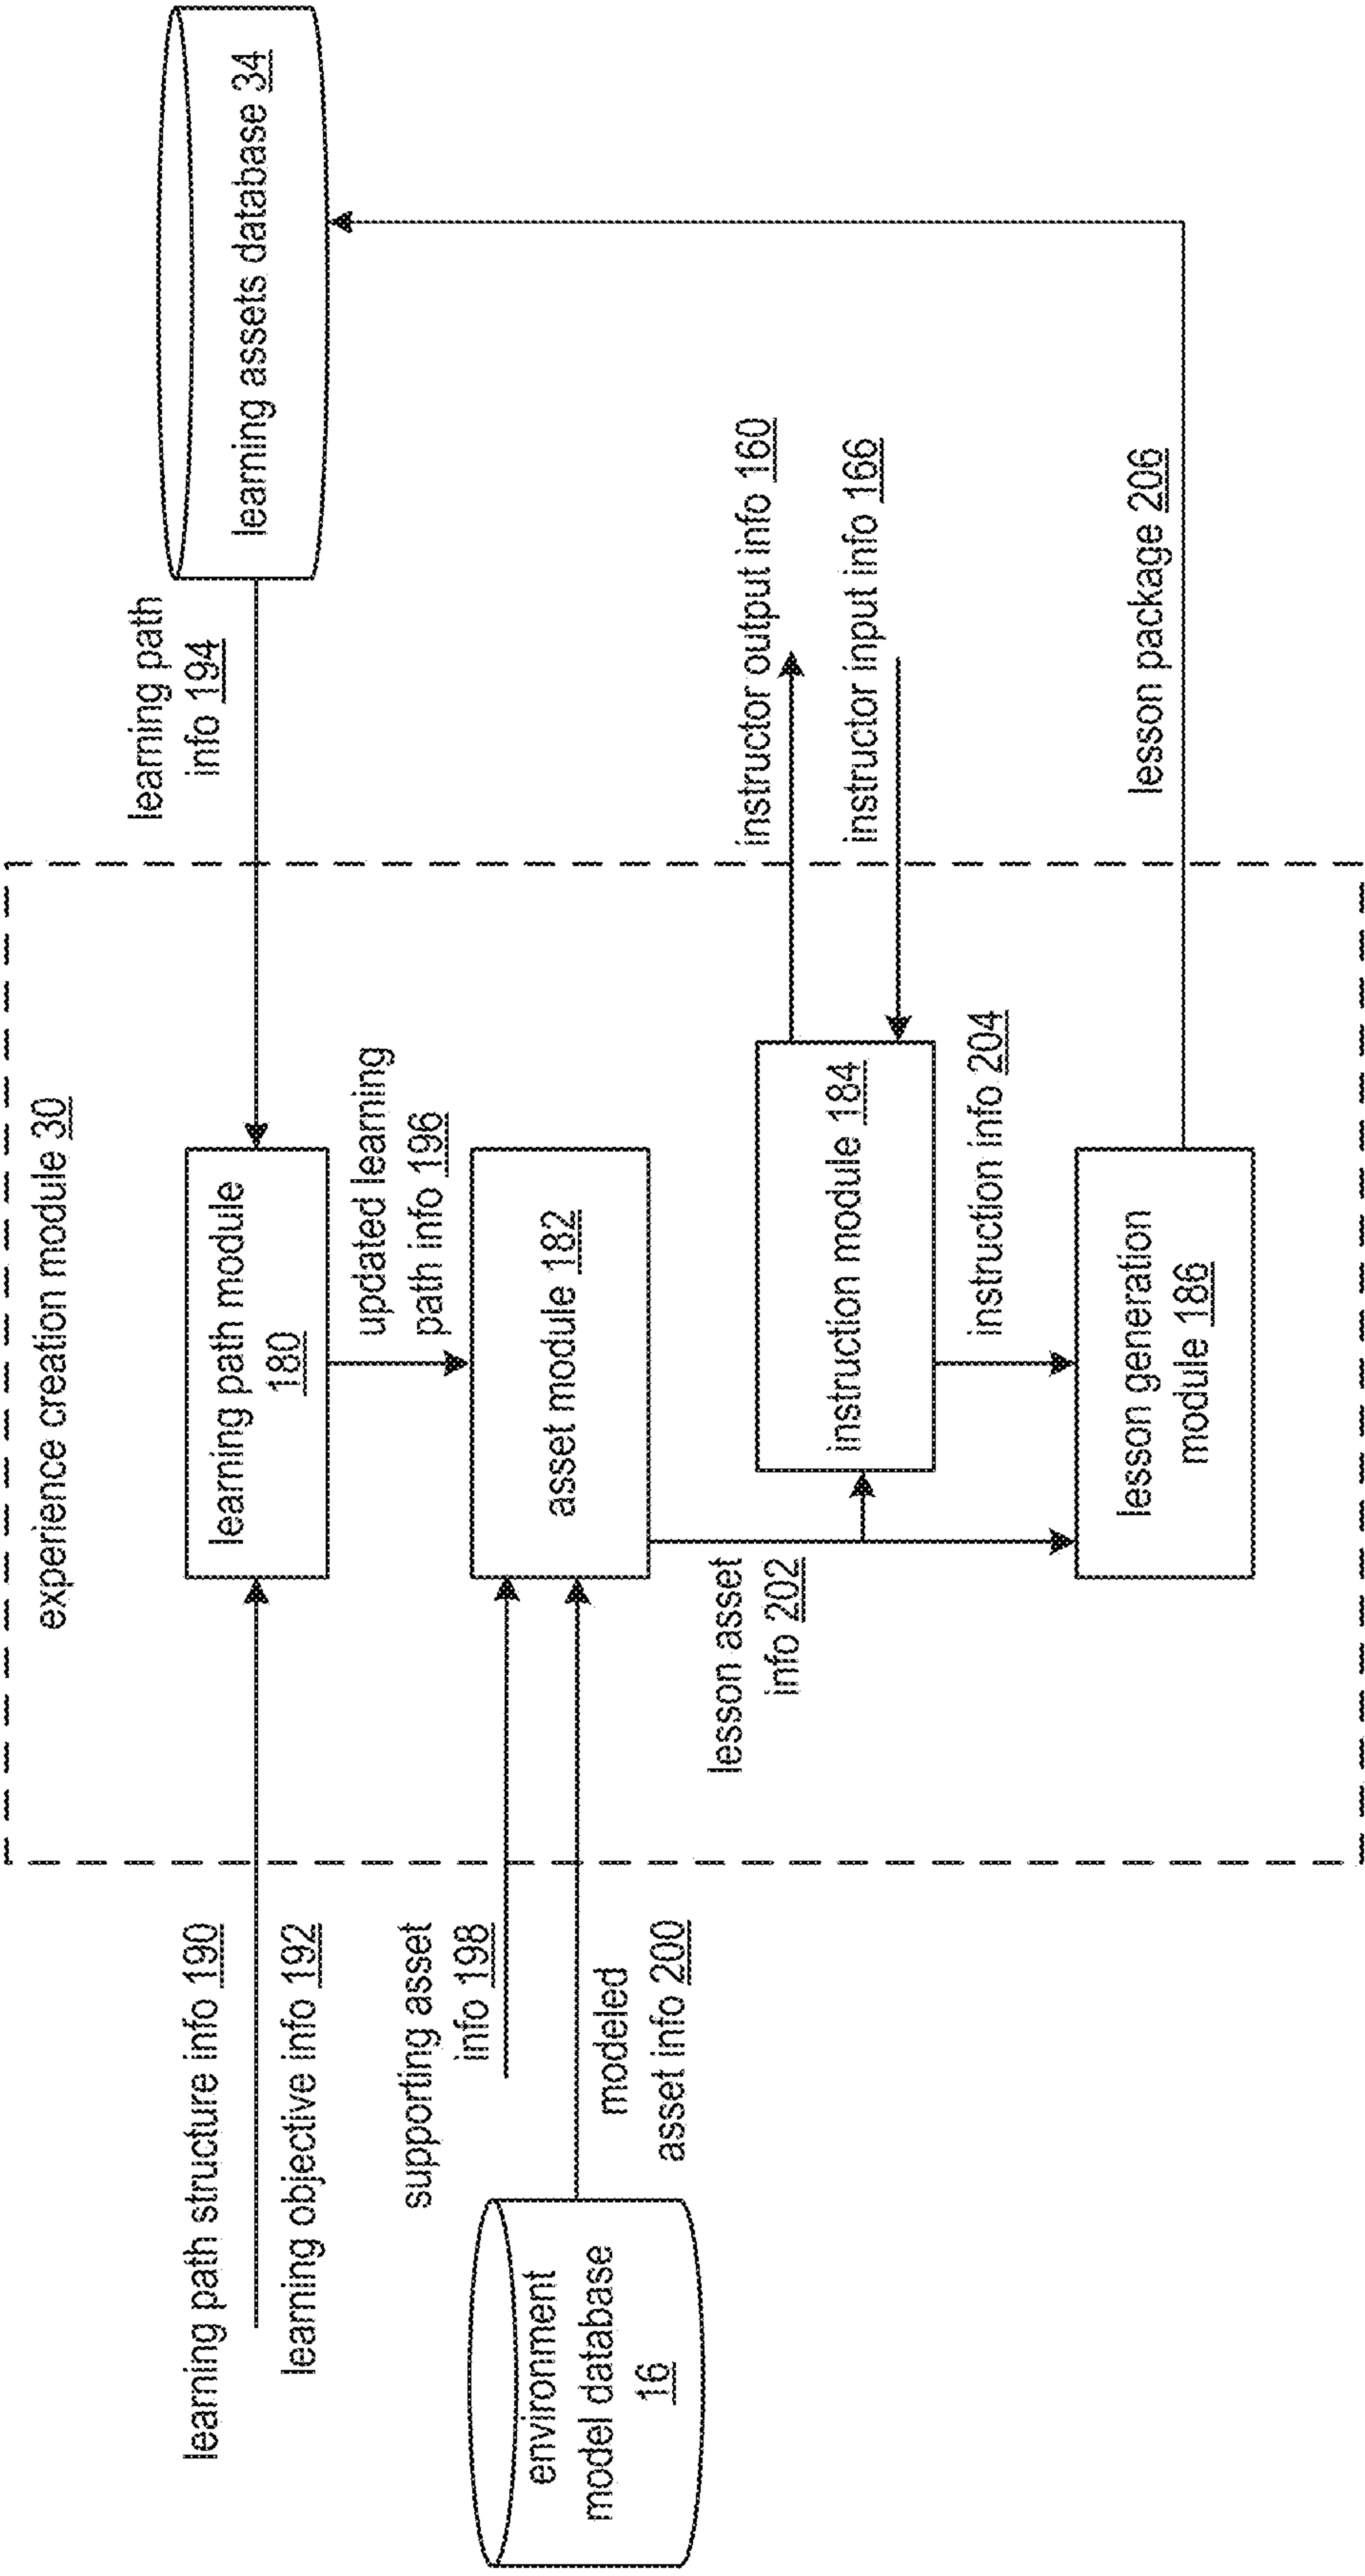 experience creation module 30
learning path structure info 190
learning objective info 192
learning path module
180
learning path
info 194
learning assets database 34
updated learning
path info 196
supporting asset
info 198
asset module 182
environment
model database
16
modeled
asset info 200
lesson asset
info 202
instruction module 184
instructor output info 160
instructor input info 166
instruction info 204
lesson generation
module 186
lesson package 206